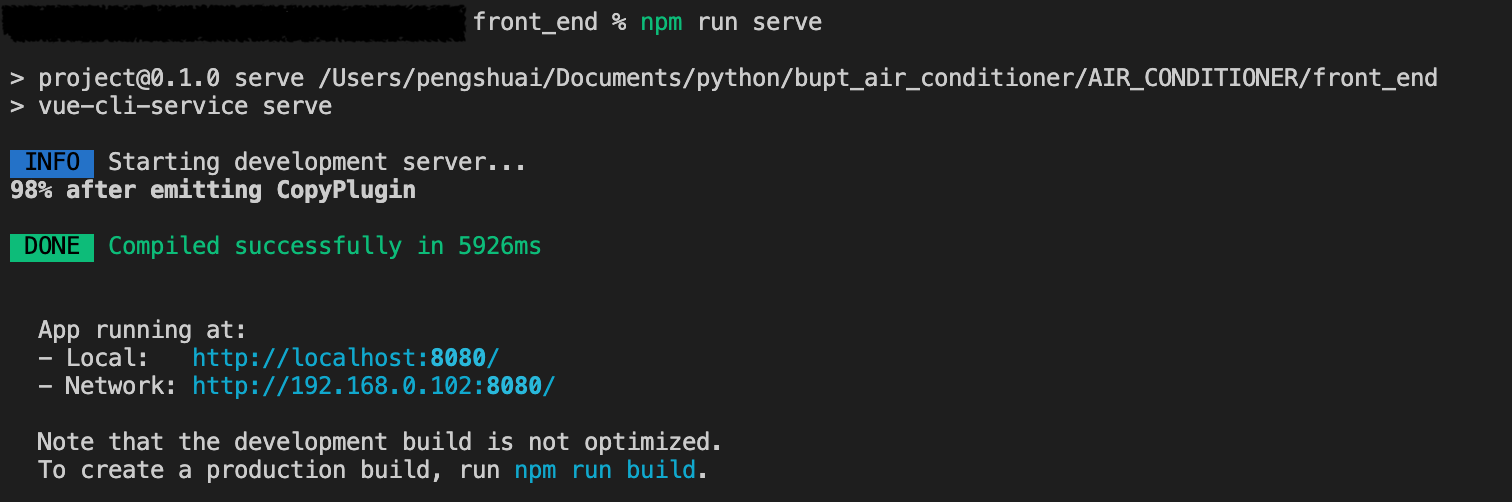 front_end % npm run serve
> project@0.1.0 serve /Users/pengshuai/Documents/python/bupt_air_conditioner/AIR_CONDITIONER/front_end
> vue-cli-service serve
INFO Starting development server...
98% after emitting CopyPlugin
DONE Compiled successfully in 5926ms
App running at:
- Local: http://localhost:8080/
- Network: http://192.168.0.102:8080/
Note that the development build is not optimized.
To create a production build, run npm run build.